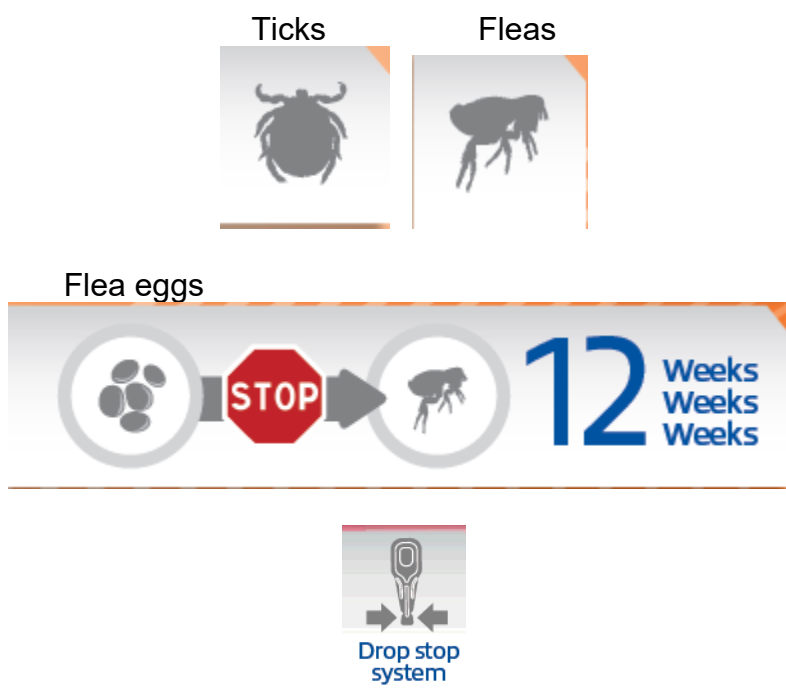 Ticks Fleas
Flea eggs
STOP
12 Weeks
Weeks
Weeks
Drop stop
system